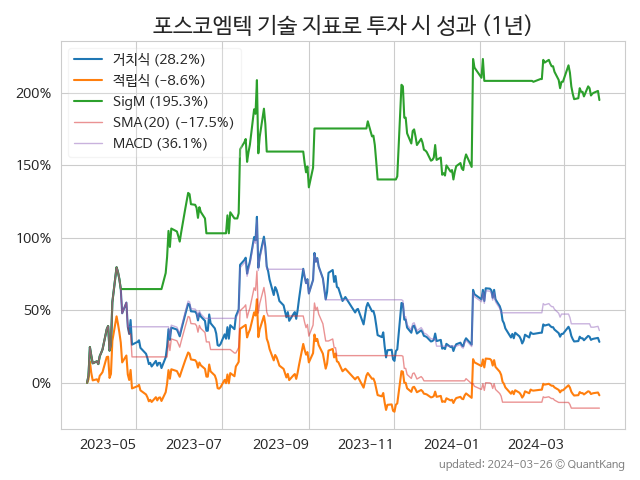 포스코엠텍 기술 지표로 투자 시 성과 (1년)
거치식 (28.2%)
적립식 (−8.6%)
SigM (195.3%)
SMA(20) (−17.5%)
MACD (36.1%)
200%
150%
100%
50%
0%
2023-05 2023-07 2023-09 2023-11 2024-01 2024-03
updated: 2024-03-26 © QuantKang